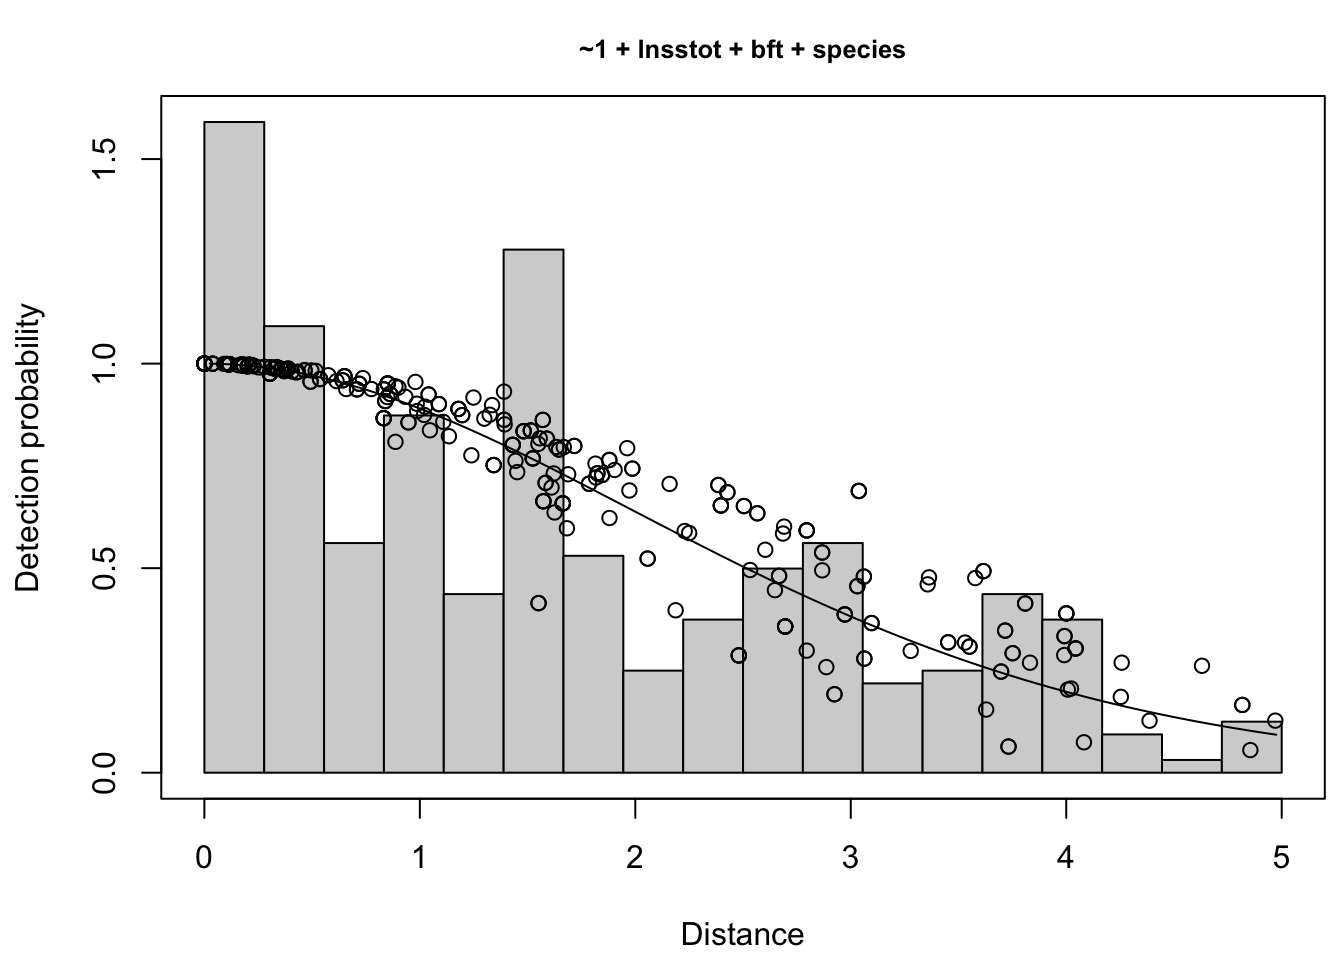 ~1 + lnsstot + bft + species
Detection probability
1.5
1.0
0.5
0.0
0 1 2 3 4 5
Distance